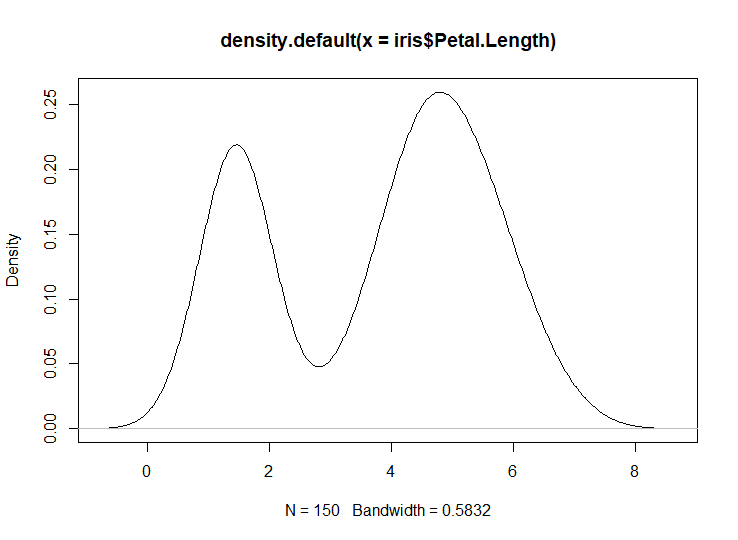 density.default(x = iris$Petal.Length)
Density
0.25
0.20
0.15
0.10
0.05
0.00
0 2 4 6 8
N = 150 Bandwidth = 0.5832